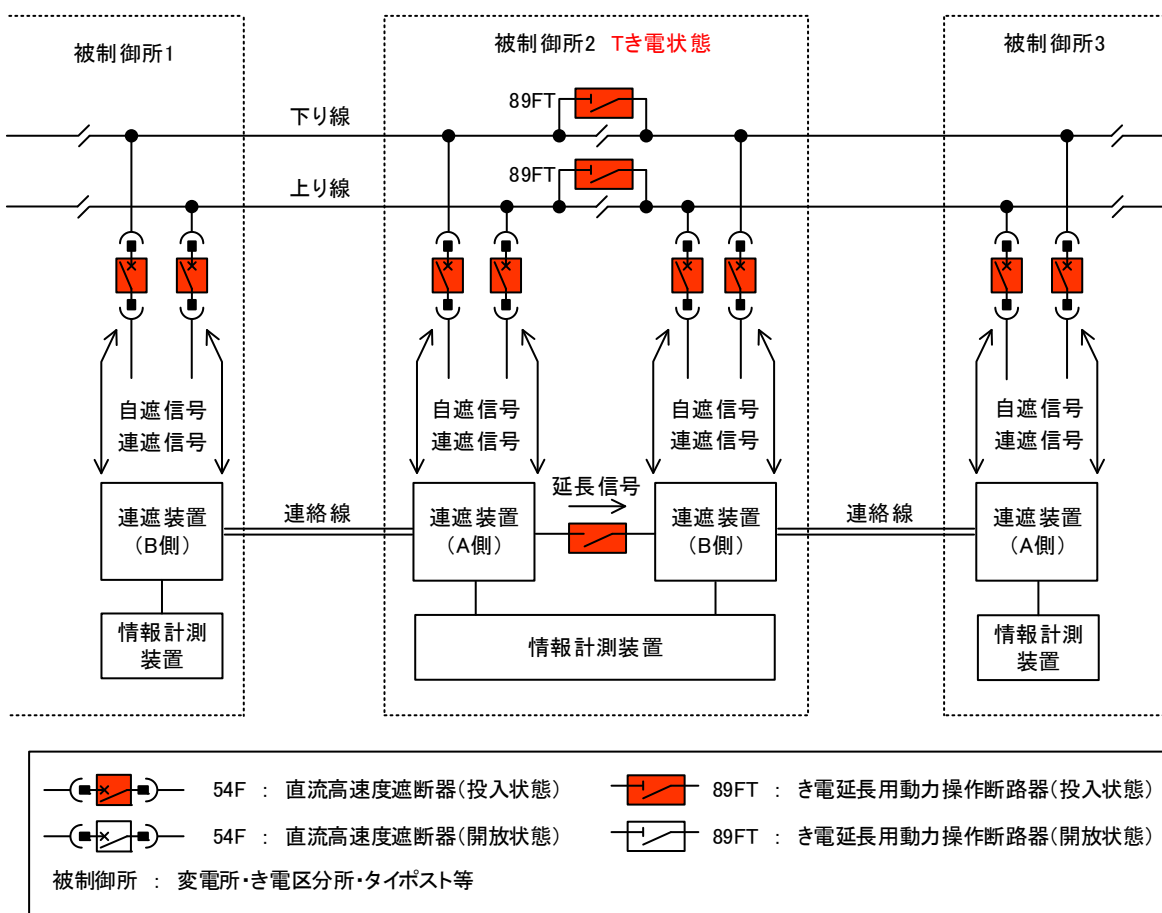 被制御所1
被制御所2 Tき電状態
被制御所3
89FT
下り線
89FT
上り線
自遮信号
連遮信号
自遮信号
連遮信号
自遮信号
連遮信号
自遮信号
連遮信号
延長信号
連遮装置
(B側)
連絡線
連遮装置
(A側)
連遮装置
(B側)
連絡線
連遮装置
(A側)
情報計測
装置
情報計測装置
情報計測
装置
54F : 直流高速度遮断器(投入状態)
89FT : き電延長用動力操作断路器(投入状態)
54F : 直流高速度遮断器(開放状態)
89FT : き電延長用動力操作断路器(開放状態)
被制御所 : 変電所・き電区分所・タイポスト等